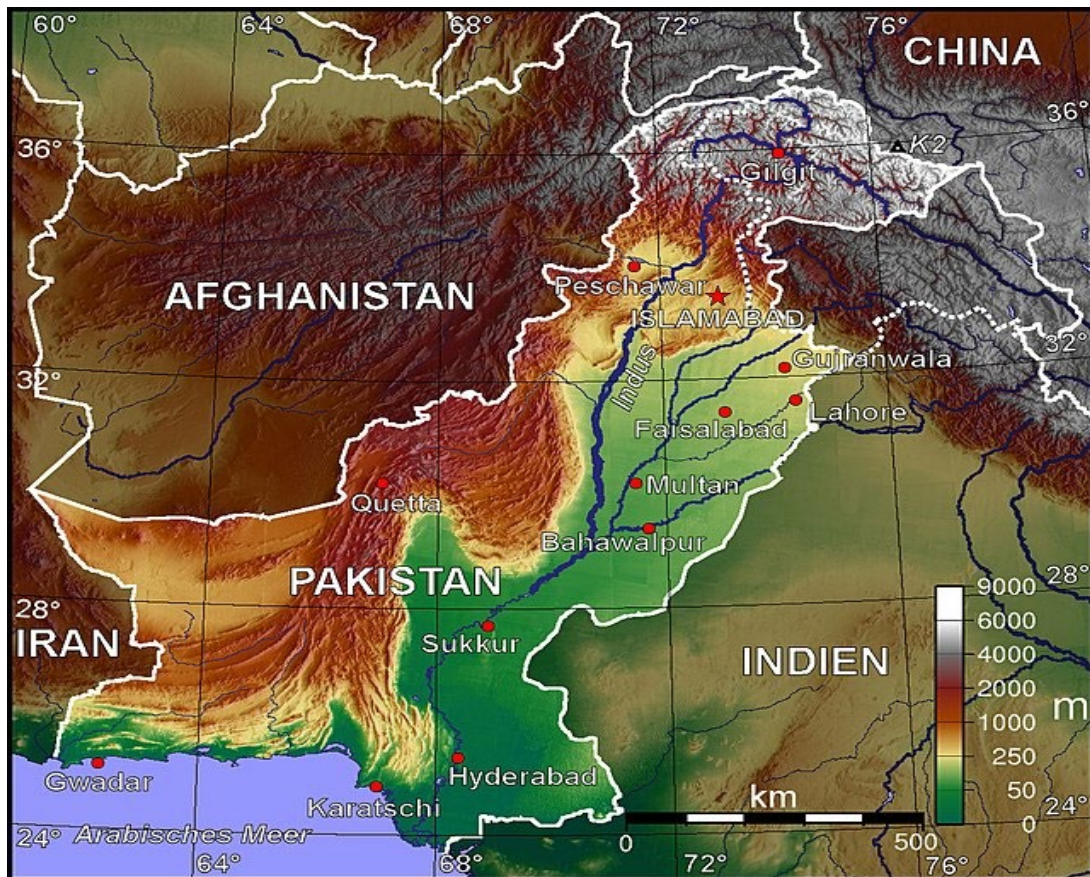 60°
64°
68°
72°
76°
CHINA
36°
36°
K2
Gilgit
AFGHANISTAN
Peschawar
ISLAMABAD
Indus
32°
32°
Gujranwala
Lahore
Faisalabad
Quetta
Multan
Bahawalpur
PAKISTAN
28°
28°
IRAN
Sukkur
INDIEN
9000
6000
4000
2000
1000
250
50
0
m
Gwadar
Hyderabad
Karatschi
km
0
500
24°
24°
Arabisches Meer
64°
68°
72°
76°